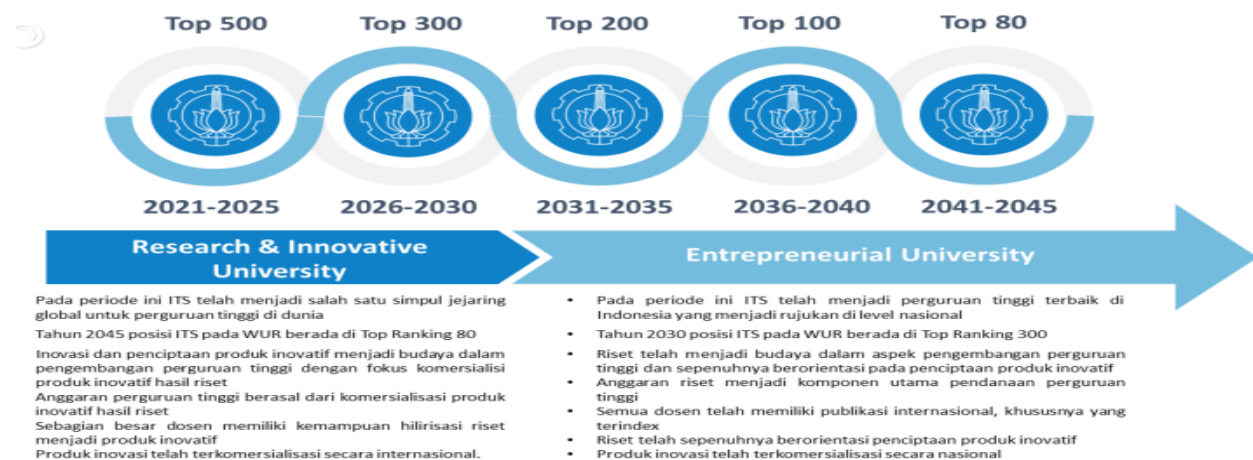 Top 500
Top 300
Top 200
Top 100
Top 80
2021-2025
2026-2030
2031-2035
2036-2040
2041-2045
Research & Innovative
University
Entrepreneurial University
Pada periode ini ITS telah menjadi salah satu simpul jejaring
global untuk perguruan tinggi di dunia
Tahun 2045 posisi ITS pada WUR berada di Top Ranking 80
Inovasi dan penciptaan produk inovatif menjadi budaya dalam
pengembangan perguruan tinggi dengan fokus komersialisi
produk inovatif hasil riset
Anggaran perguruan tinggi berasal dari komersialisasi produk
inovatif hasil riset
Sebagian besar dosen memiliki kemampuan hilirisasi riset
menjadi produk inovatif
Produk inovasi telah terkomersialisasi secara internasional.
• Pada periode ini ITS telah menjadi perguruan tinggi terbaik di
Indonesia yang menjadi rujukan di level nasional
• Tahun 2030 posisi ITS pada WUR berada di Top Ranking 300
• Riset telah menjadi budaya dalam aspek pengembangan perguruan
tinggi dan sepenuhnya berorientasi pada penciptaan produk inovatif
• Anggaran riset menjadi komponen utama pendanaan perguruan
tinggi
• Semua dosen telah memiliki publikasi internasional, khususnya yang
terindex
• Riset telah sepenuhnya berorientasi penciptaan produk inovatif
• Produk inovasi telah terkomersialisasi secara nasional